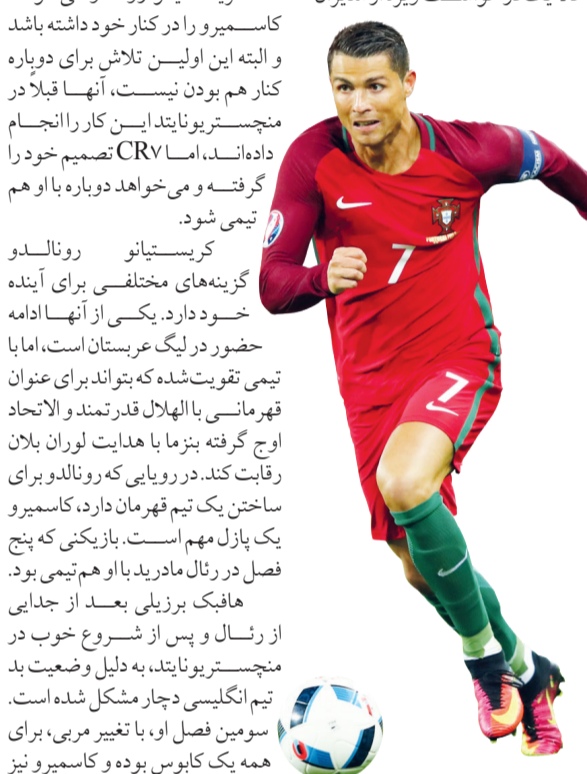 کاسمیرو را در کنار خود داشته باشد
و البته این اولین تلاش برای دوباره
کنار هم بودن نیست، آنها قبلاً در
منچستریونایتد این کار را انجام
داده‌اند، اما CR۷ تصمیم خود را
گرفته و می‌خواهد دوباره با او هم
تیمی شود.
کریستیانو رونالدو
گزینه‌های مختلفی برای آینده
خود دارد. یکی از آنها ادامه
حضور در لیگ عربستان است، اما با
تیمی تقویت‌شده که بتواند برای عنوان
قهرمانی با الهلال قدرتمند و الاتحاد
اوج گرفته بنزما با هدایت لوران بلان
رقابت کند. در رویایی که رونالدو برای
ساختن یک تیم قهرمان دارد، کاسمیرو
یک پازل مهم است. بازیکنی که پنج
فصل در رئال مادرید با او هم‌تیمی بود.
هافبک برزیلی بعد از جدایی
از رئال و پس از شروع خوب در
منچستریونایتد، به دلیل وضعیت بد
تیم انگلیسی دچار مشکل شده است.
سومین فصل او، با تغییر مربی، برای
همه یک کابوس بوده و کاسمیرو نیز
7
7